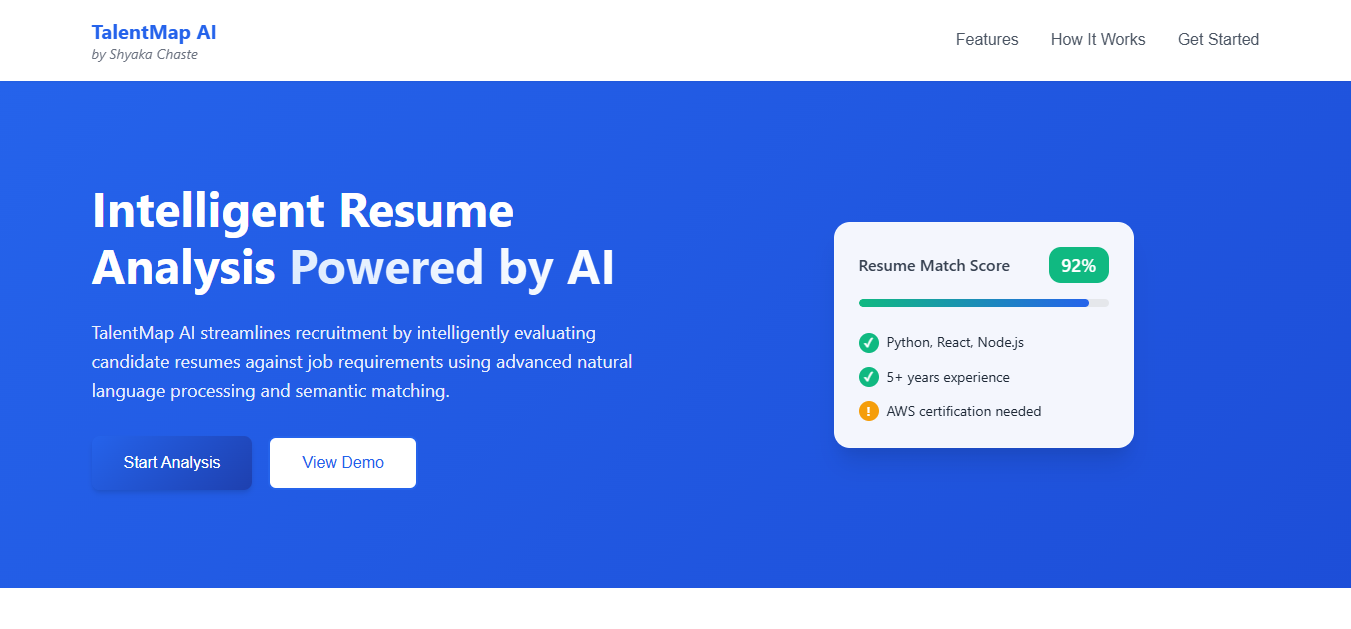 TalentMap AI
by Shyaka Chaste
Features
How It Works
Get Started
Intelligent Resume
Analysis Powered by AI
TalentMap AI streamlines recruitment by intelligently evaluating
candidate resumes against job requirements using advanced natural
language processing and semantic matching.
Start Analysis
View Demo
Resume Match Score
92%
Python, React, Node.js
5+ years experience
! AWS certification needed